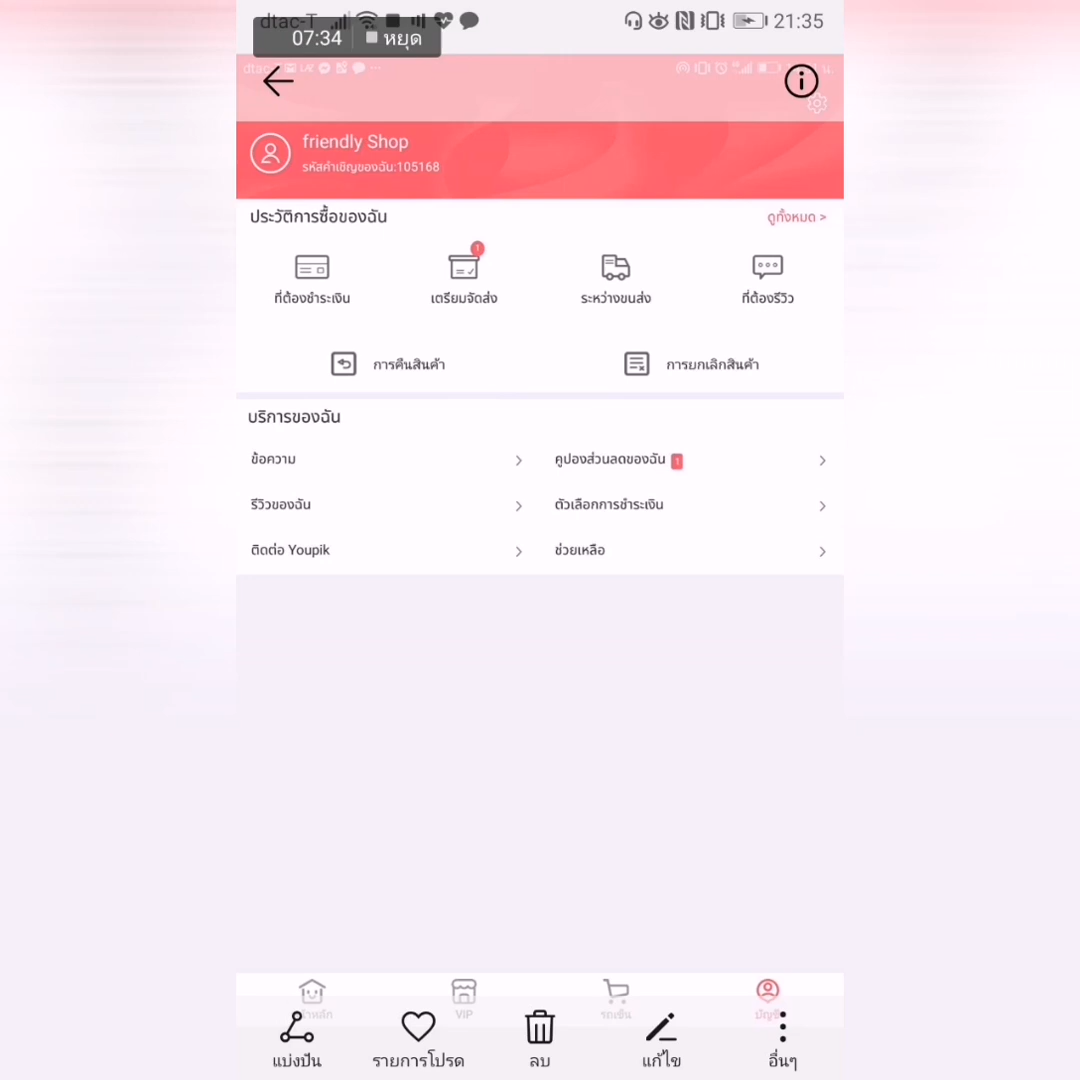 dtac-T 21:35
07:34 หยุด
friendly Shop
รหัสคำเชิญของฉัน:105168
ประวัติการซื้อของฉัน ดูทั้งหมด >
1
ที่ต้องชำระเงิน เตรียมจัดส่ง ระหว่างขนส่ง ที่ต้องรีวิว
การคืนสินค้า การยกเลิกสินค้า
บริการของฉัน
ข้อความ คูปองส่วนลดของฉัน 1
รีวิวของฉัน ตัวเลือกการชำระเงิน
ติดต่อ Youpik ช่วยเหลือ
VIP รถเข็น บัญชี
แบ่งปัน รายการโปรด ลบ แก้ไข อื่นๆ